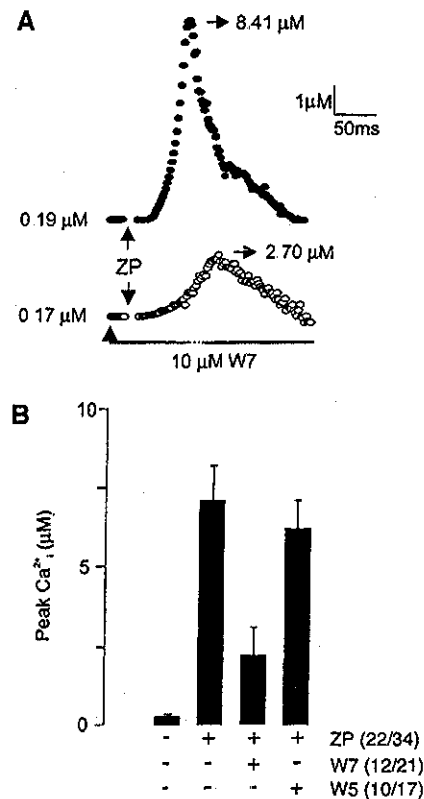 A
8.41 μM
1μM
50ms
0 19 μM
ZP
2.70 μM
0 17 μM
10 μM W7
B
Peak Ca²⁺ᵢ (μM)
10
5
0
- + + + ZP (22/34)
- - + - W7 (12/21)
- - - + W5 (10/17)